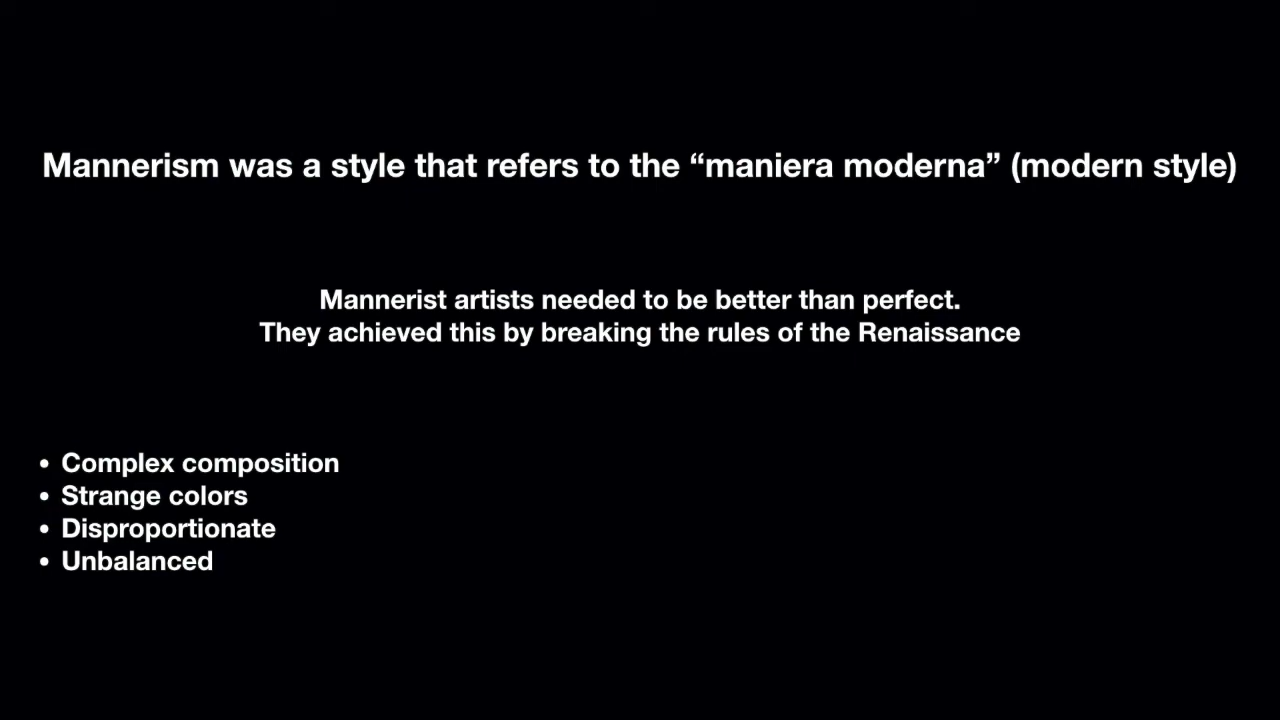 Mannerism was a style that refers to the “maniera moderna” (modern style)
Mannerist artists needed to be better than perfect.
They achieved this by breaking the rules of the Renaissance
• Complex composition
• Strange colors
• Disproportionate
• Unbalanced